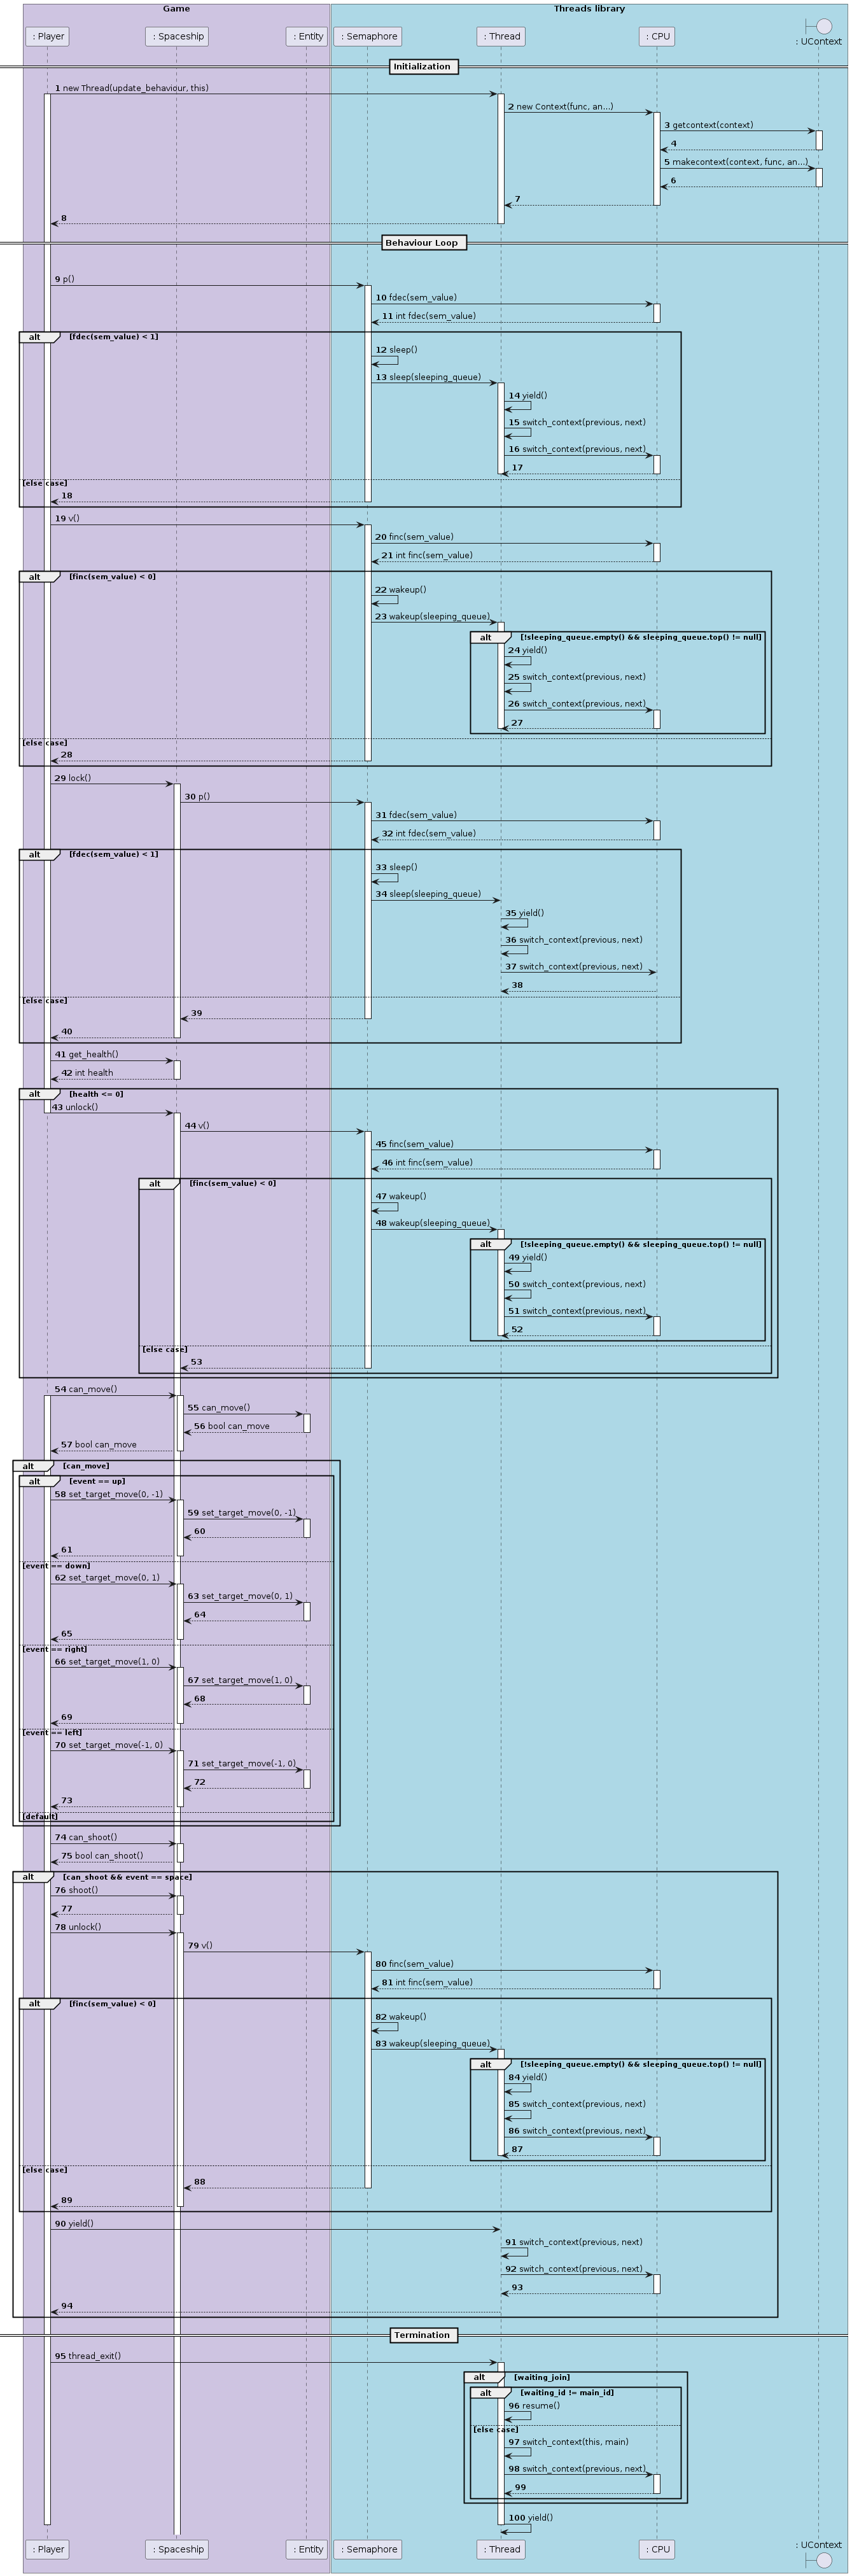 Game
Threads library
: Player
: Spaceship
: Entity
: Semaphore
: Thread
: CPU
: UContext
Initialization
1 new Thread(update_behaviour, this)
2 new Context(func, an...)
3 getcontext(context)
4
5 makecontext(context, func, an...)
6
7
8
Behaviour Loop
9 p()
10 fdec(sem_value)
11 int fdec(sem_value)
alt [fdec(sem_value) < 1]
12 sleep()
13 sleep(sleeping_queue)
14 yield()
15 switch_context(previous, next)
16 switch_context(previous, next)
17
[else case]
18
19 v()
20 finc(sem_value)
21 int finc(sem_value)
alt [finc(sem_value) < 0]
22 wakeup()
23 wakeup(sleeping_queue)
alt [!sleeping_queue.empty() && sleeping_queue.top() != null]
24 yield()
25 switch_context(previous, next)
26 switch_context(previous, next)
27
[else case]
28
29 lock()
30 p()
31 fdec(sem_value)
32 int fdec(sem_value)
alt [fdec(sem_value) < 1]
33 sleep()
34 sleep(sleeping_queue)
35 yield()
36 switch_context(previous, next)
37 switch_context(previous, next)
38
[else case]
39
40
41 get_health()
42 int health
alt [health <= 0]
43 unlock()
44 v()
45 finc(sem_value)
46 int finc(sem_value)
alt [finc(sem_value) < 0]
47 wakeup()
48 wakeup(sleeping_queue)
alt [!sleeping_queue.empty() && sleeping_queue.top() != null]
49 yield()
50 switch_context(previous, next)
51 switch_context(previous, next)
52
[else case]
53
54 can_move()
55 can_move()
56 bool can_move
57 bool can_move
alt [can_move]
alt [event == up]
58 set_target_move(0, -1)
59 set_target_move(0, -1)
60
61
[event == down]
62 set_target_move(0, 1)
63 set_target_move(0, 1)
64
65
[event == right]
66 set_target_move(1, 0)
67 set_target_move(1, 0)
68
69
[event == left]
70 set_target_move(-1, 0)
71 set_target_move(-1, 0)
72
73
[default]
74 can_shoot()
75 bool can_shoot()
alt [can_shoot && event == space]
76 shoot()
77
78 unlock()
79 v()
80 finc(sem_value)
81 int finc(sem_value)
alt [finc(sem_value) < 0]
82 wakeup()
83 wakeup(sleeping_queue)
alt [!sleeping_queue.empty() && sleeping_queue.top() != null]
84 yield()
85 switch_context(previous, next)
86 switch_context(previous, next)
87
[else case]
88
89
90 yield()
91 switch_context(previous, next)
92 switch_context(previous, next)
93
94
Termination
95 thread_exit()
alt [waiting_join]
alt [waiting_id != main_id]
96 resume()
[else case]
97 switch_context(this, main)
98 switch_context(previous, next)
99
100 yield()
: Player
: Spaceship
: Entity
: Semaphore
: Thread
: CPU
: UContext